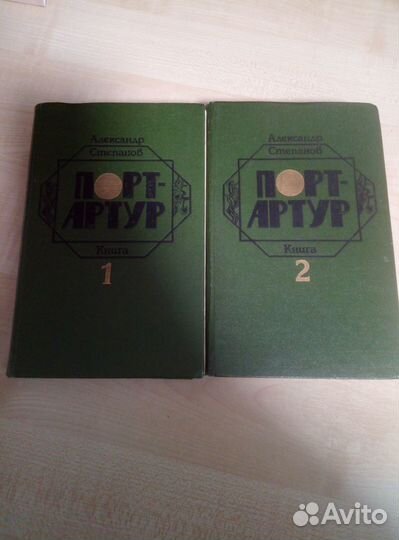 Александр
Степанов
ПОРТ-
АРТУР
Книга
1
Александр
Степанов
ПОРТ-
АРТУР
Книга
2
Avito